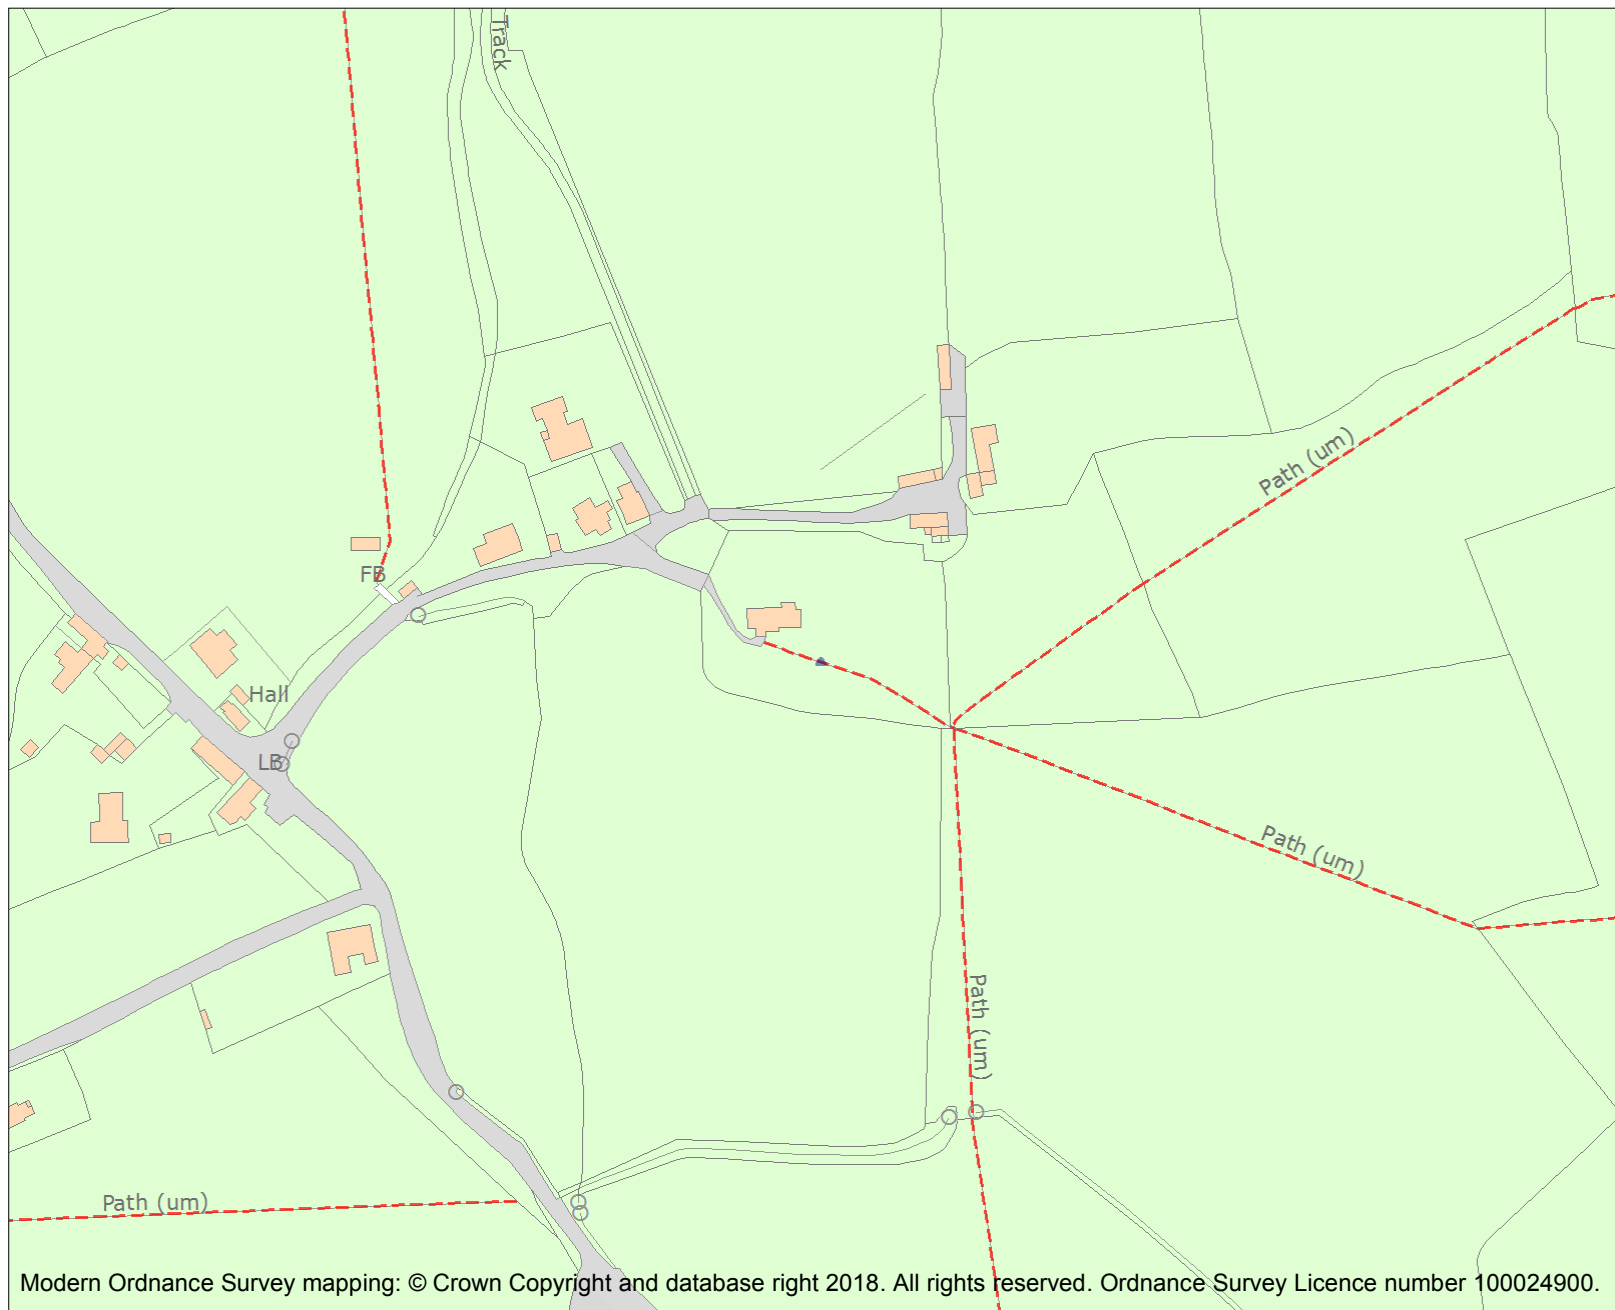 Track
Path (um)
FB
Hall
LB
Path (um)
Path (um)
Path (um)
Modern Ordnance Survey mapping: © Crown Copyright and database right 2018. All rights reserved. Ordnance Survey Licence number 100024900.